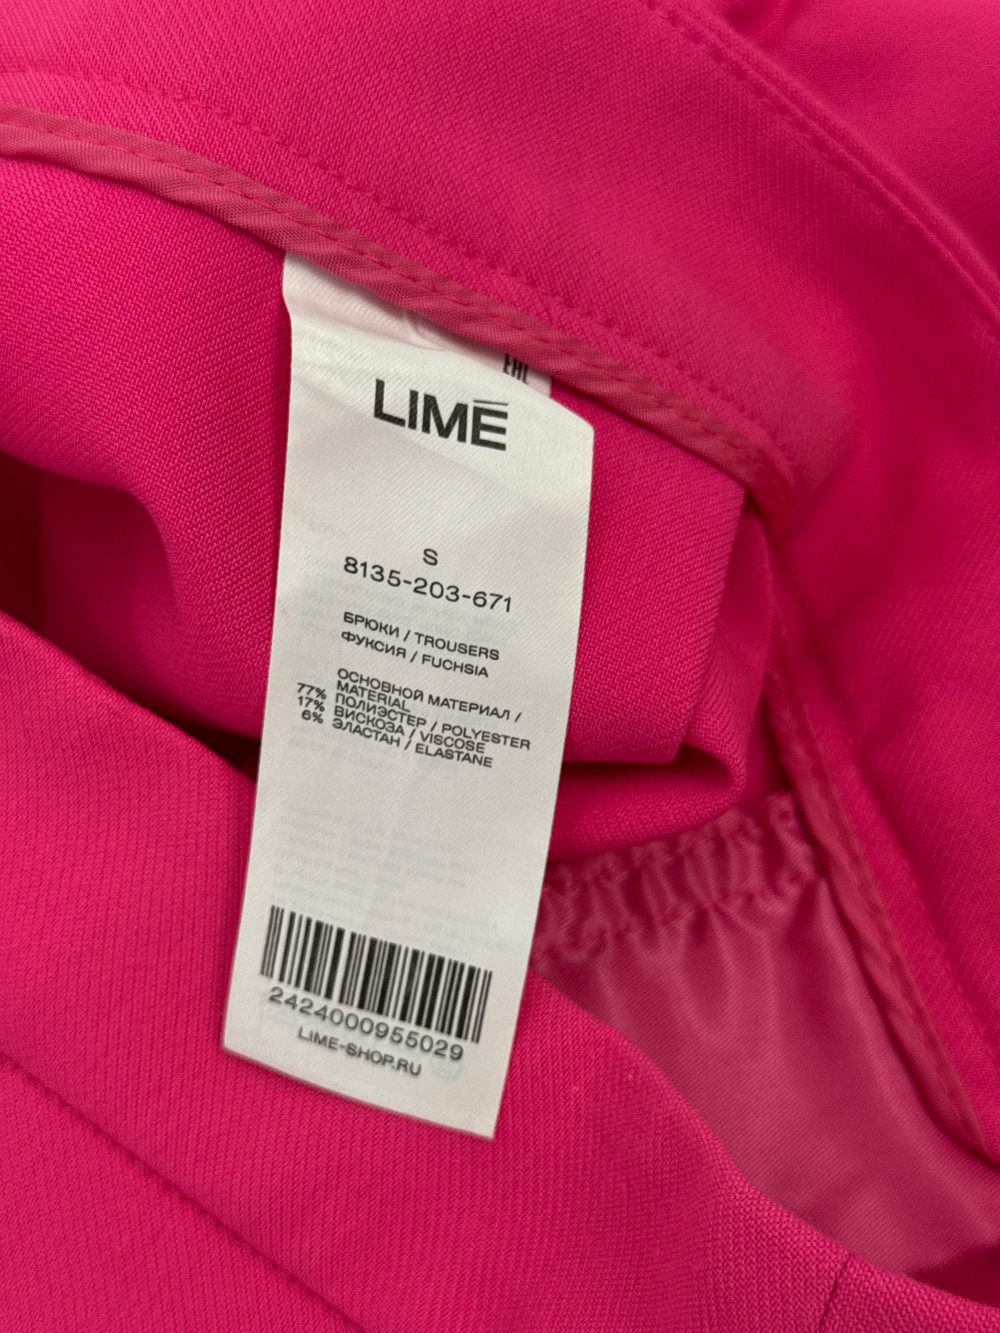 EAC
LIMÉ
S
8135-203-671
БРЮКИ / TROUSERS
ФУКСИЯ / FUCHSIA
ОСНОВНОЙ МАТЕРИАЛ /
MATERIAL
77% ПОЛИЭСТЕР / POLYESTER
17% ВИСКОЗА / VISCOSE
6% ЭЛАСТАН / ELASTANE
2424000955029
LIME-SHOP.RU